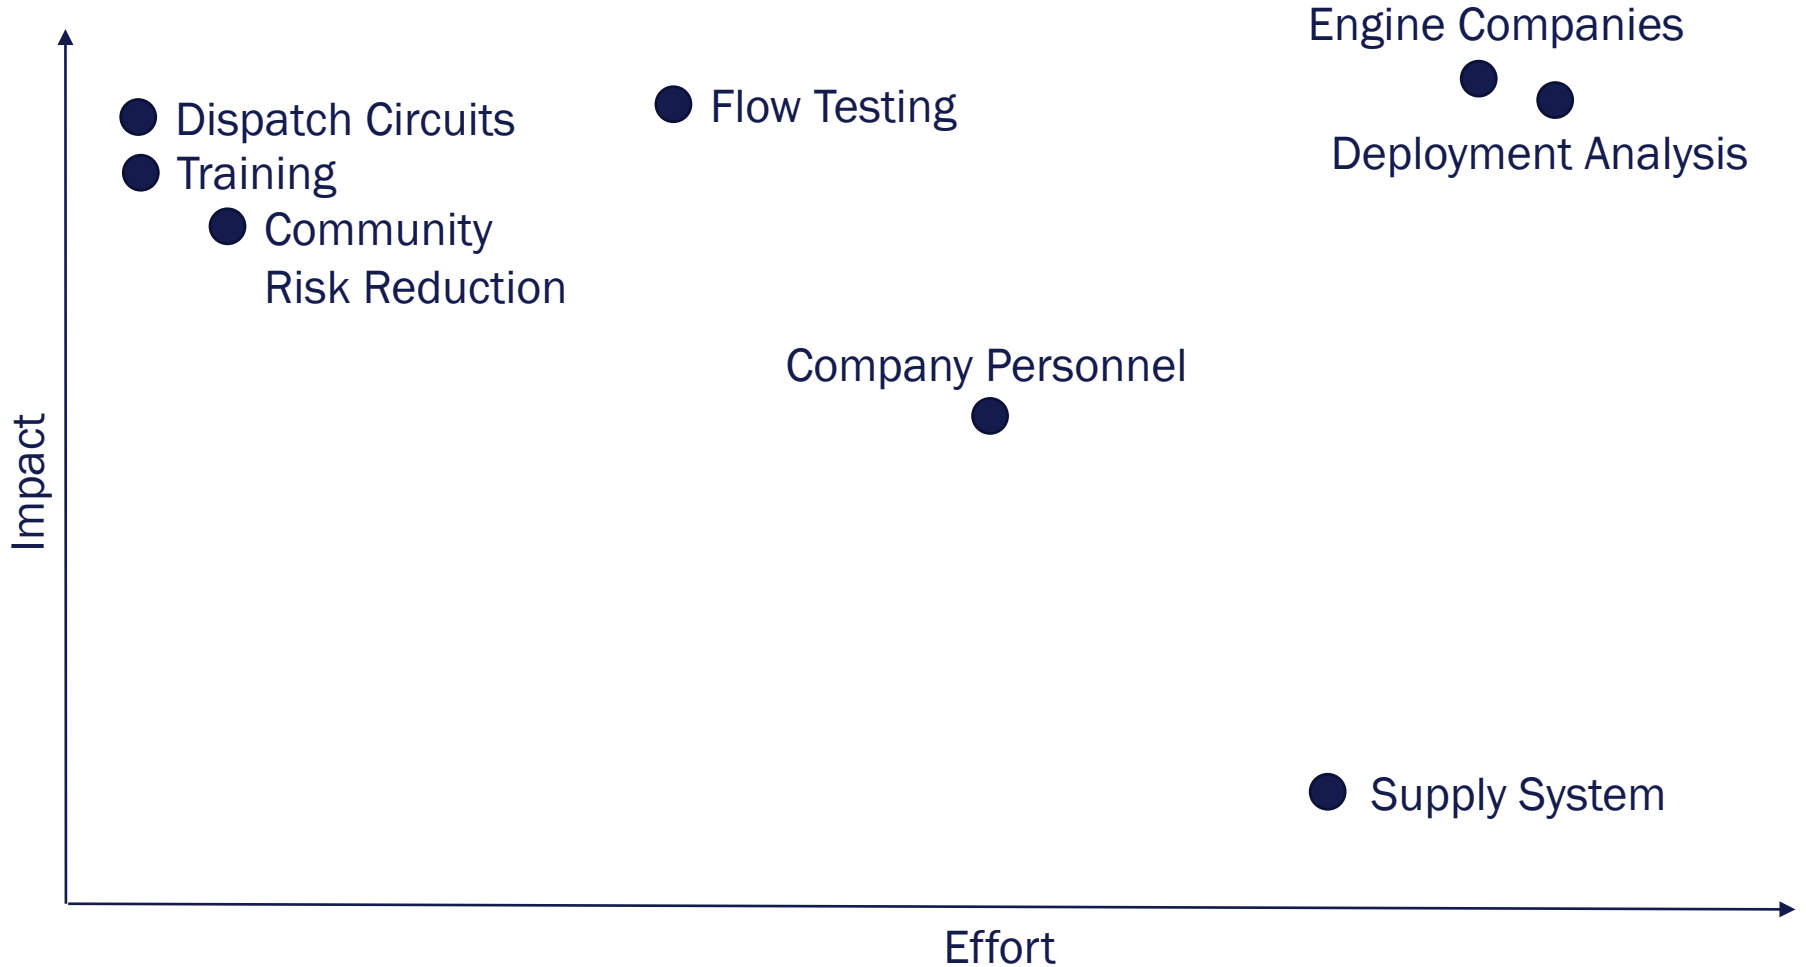 Engine Companies
Dispatch Circuits
Flow Testing
Deployment Analysis
Training
Community
Risk Reduction
Company Personnel
Impact
Supply System
Effort